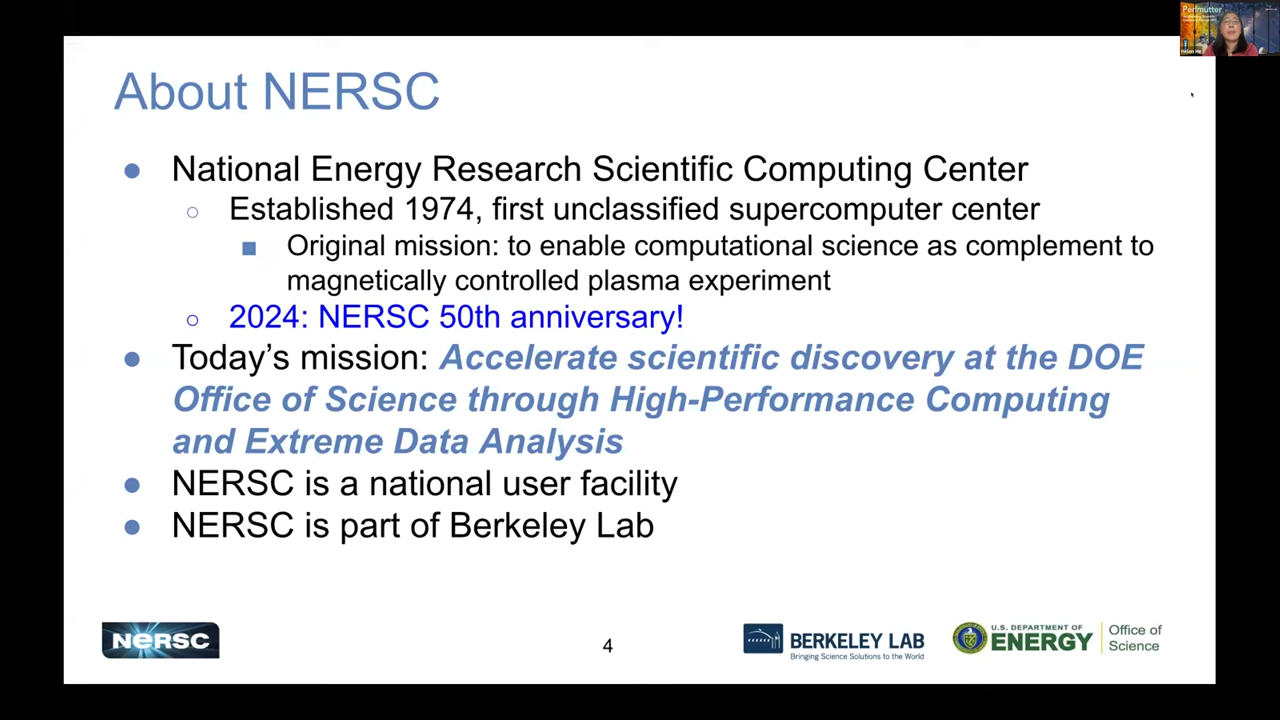 About NERSC
● National Energy Research Scientific Computing Center
○ Established 1974, first unclassified supercomputer center
■ Original mission: to enable computational science as complement to
magnetically controlled plasma experiment
○ 2024: NERSC 50th anniversary!
● Today’s mission: Accelerate scientific discovery at the DOE
Office of Science through High-Performance Computing
and Extreme Data Analysis
● NERSC is a national user facility
● NERSC is part of Berkeley Lab
NERSC
4
BERKELEY LAB
Bringing Science Solutions to the World
U.S. DEPARTMENT OF
ENERGY
Office of
Science
Perlmutter
Helen He